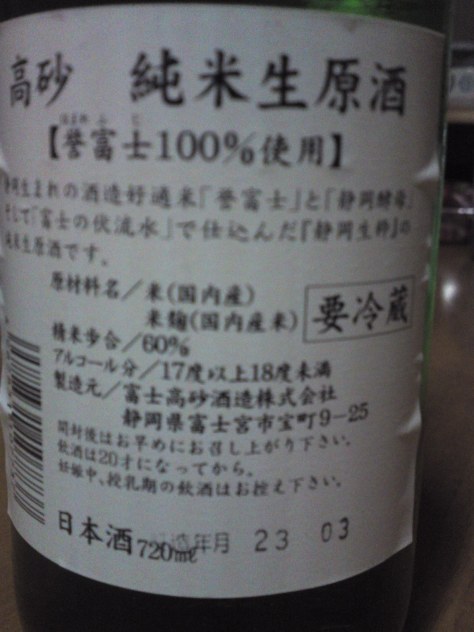 高砂 純米生原酒
ほまれ ふ じ
【誉富士100%使用】
静岡生まれの酒造好適米「誉富士」と「静岡酵母」
そして「富士の伏流水」で仕込んだ『静岡生粋』の
純米生原酒です。
原材料名/米(国内産)
米麹(国内産米)
要冷蔵
精米歩合/60%
アルコール分/17度以上18度未満
製造元/富士高砂酒造株式会社
静岡県富士宮市宝町9-25
開封後はお早めにお召し上がり下さい。
飲酒は20才になってから。
妊娠中、授乳期の飲酒はお控え下さい。
日本酒 720㎖ 製造年月 23 03